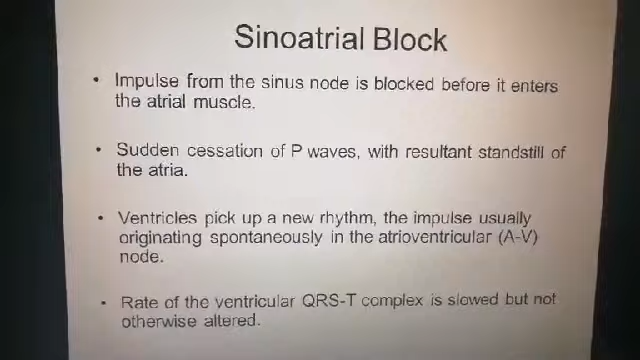 Sinoatrial Block
• Impulse from the sinus node is blocked before it enters
the atrial muscle.
• Sudden cessation of P waves, with resultant standstill of
the atria.
• Ventricles pick up a new rhythm, the impulse usually
originating spontaneously in the atrioventricular (A-V)
node.
• Rate of the ventricular QRS-T complex is slowed but not
otherwise altered.